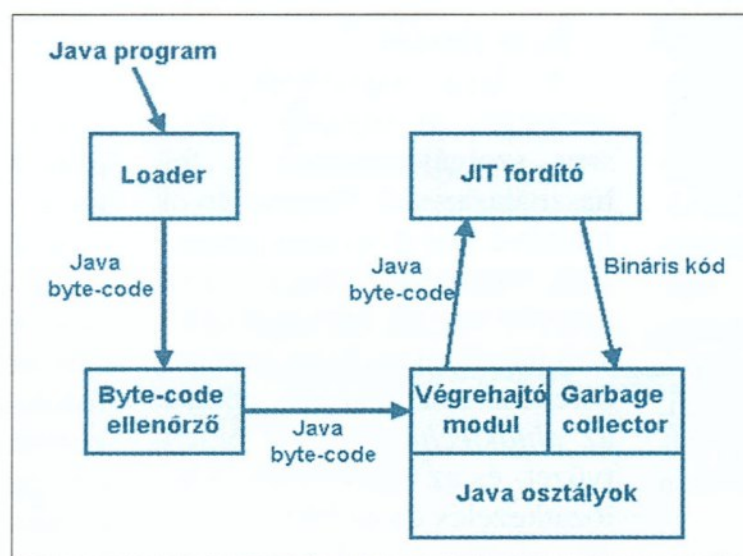 Java program
Loader
JIT fordító
Java
byte-code
Java
byte-code
Bináris kód
Byte-code
ellenőrző
Java
byte-code
Végrehajtó
modul
Garbage
collector
Java osztályok